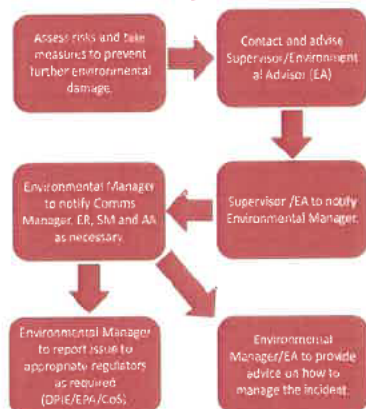 Assess risks and take
measures to prevent
further environmental
damage.
Contact and advise
Supervisor/Environment
al Advisor (EA)
Supervisor /EA to notify
Environmental Manager.
Environmental Manager
to notify Comms
Manager, ER, SM and AA
as necessary.
Environmental Manager
to report issue to
appropriate regulators
as required
(DPIE/EPA/CoS)
Environmental
Manager/EA to provide
advice on how to
manage the incident.